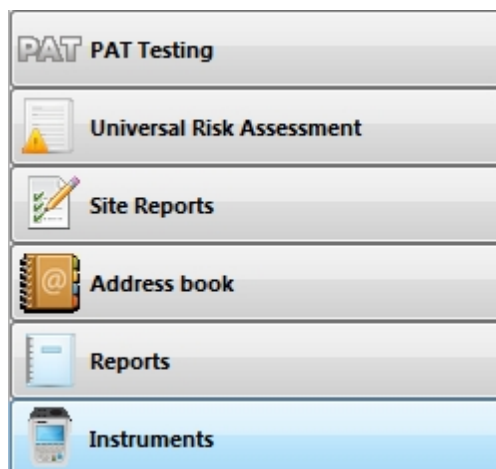 PAT PAT Testing
Universal Risk Assessment
Site Reports
@ Address book
Reports
Instruments